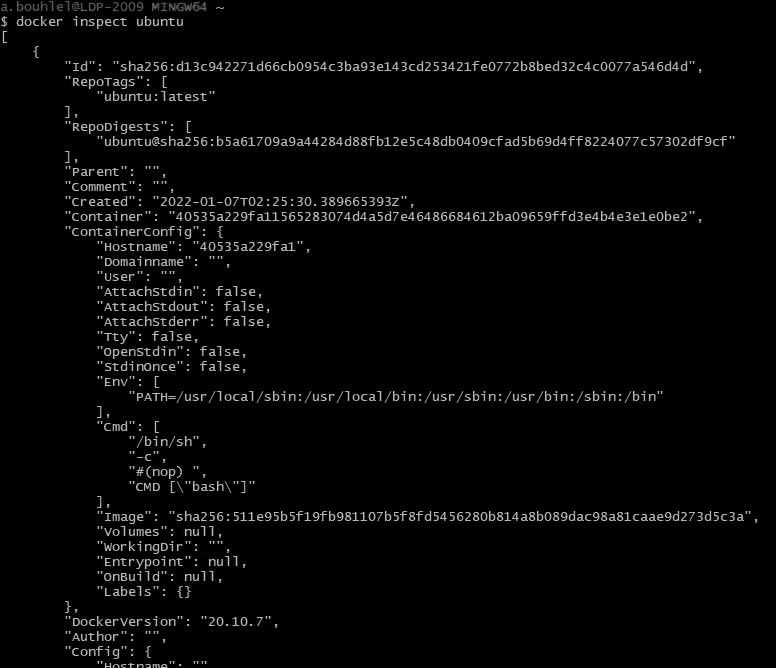 a.bouhlel@LDP-2009 MINGW64 ~
$ docker inspect ubuntu
[
    {
        "Id": "sha256:d13c942271d66cb0954c3ba93e143cd253421fe0772b8bed32c4c0077a546d4d",
        "RepoTags": [
            "ubuntu:latest"
        ],
        "RepoDigests": [
            "ubuntu@sha256:b5a61709a9a44284d88fb12e5c48db0409cfad5b69d4ff8224077c57302df9cf"
        ],
        "Parent": "",
        "Comment": "",
        "Created": "2022-01-07T02:25:30.389665393Z",
        "Container": "40535a229fa11565283074d4a5d7e46486684612ba09659ffd3e4b4e3e1e0be2",
        "ContainerConfig": {
            "Hostname": "40535a229fa1",
            "Domainname": "",
            "User": "",
            "AttachStdin": false,
            "AttachStdout": false,
            "AttachStderr": false,
            "Tty": false,
            "OpenStdin": false,
            "StdinOnce": false,
            "Env": [
                "PATH=/usr/local/sbin:/usr/local/bin:/usr/sbin:/usr/bin:/sbin:/bin"
            ],
            "Cmd": [
                "/bin/sh",
                "-c",
                "#(nop) ",
                "CMD [\"bash\"]"
            ],
            "Image": "sha256:511e95b5f19fb981107b5f8fd5456280b814a8b089dac98a81caae9d273d5c3a",
            "Volumes": null,
            "WorkingDir": "",
            "Entrypoint": null,
            "OnBuild": null,
            "Labels": {}
        },
        "DockerVersion": "20.10.7",
        "Author": "",
        "Config": {
            "Hostname": ""